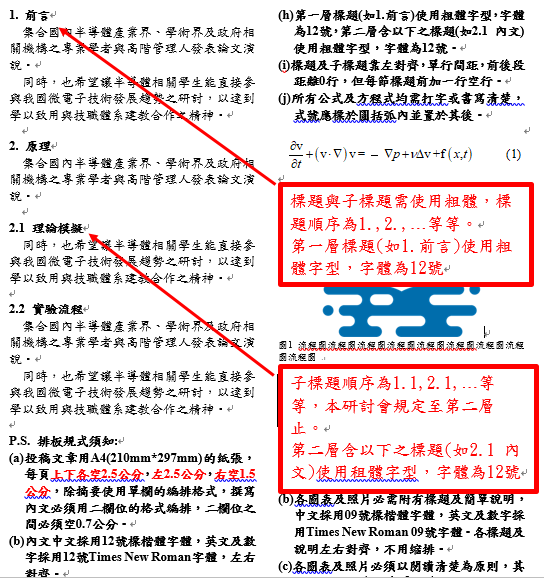 1. 前言
集合國內半導體產業界、學術界及政府相
關機構之專業學者與高階管理人發表論文演
說。
同時，也希望讓半導體相關學生能直接參
與我國微電子技術發展趨勢之研討，以達到
學以致用與技職體系建教合作之精神。
2. 原理
集合國內半導體產業界、學術界及政府相
關機構之專業學者與高階管理人發表論文演
說。
2.1 理論模擬
同時，也希望讓半導體相關學生能直接參
與我國微電子技術發展趨勢之研討，以達到
學以致用與技職體系建教合作之精神。
2.2 實驗流程
集合國內半導體產業界、學術界及政府相
關機構之專業學者與高階管理人發表論文演
說。
同時，也希望讓半導體相關學生能直接參
與我國微電子技術發展趨勢之研討，以達到
學以致用與技職體系建教合作之精神。
P.S. 排板規式須知:
(a)投稿文章用A4(210mm*297mm)的紙張，
每頁上下各空2.5公分，左2.5公分，右空1.5
公分，除摘要使用單欄的編排格式，撰寫
內文必須用二欄位的格式編排，二欄位之
間必須空0.7公分。
(b)內文中文採用12號標楷體字體，英文及數
字採用12號Times New Roman字體，左右
對齊。
(h)第一層標題(如1.前言)使用粗體字型，字體
為12號，第二層含以下之標題(如2.1 內文)
使用粗體字型，字體為12號。
(i)標題及子標題靠左對齊，單行間距，前後段
距離0行，但每節標題前加一行空行。
(j)所有公式及方程式均需打字或書寫清楚，
式號應標於圓括弧內並置於其後。
∂v/∂t+(v·∇)v=－∇p+νΔv+f(x,t) (1)
標題與子標題需使用粗體，標
題順序為1.,2.,…等等。
第一層標題(如1.前言)使用粗
體字型，字體為12號
圖1 流程圖流程圖流程圖流程圖流程圖流程圖流程圖流程
圖流程圖
子標題順序為1.1,2.1,…等
等，本研討會規定至第二層
止。
第二層含以下之標題(如2.1 內
文)使用粗體字型，字體為12號
(b)各圖表及照片必需附有標題及簡單說明，
中文採用09號標楷體字體，英文及數字採
用Times New Roman 09號字體。各標題及
說明左右對齊，不用縮排。
(c)各圖表及照片必須以閱讀清楚為原則，其